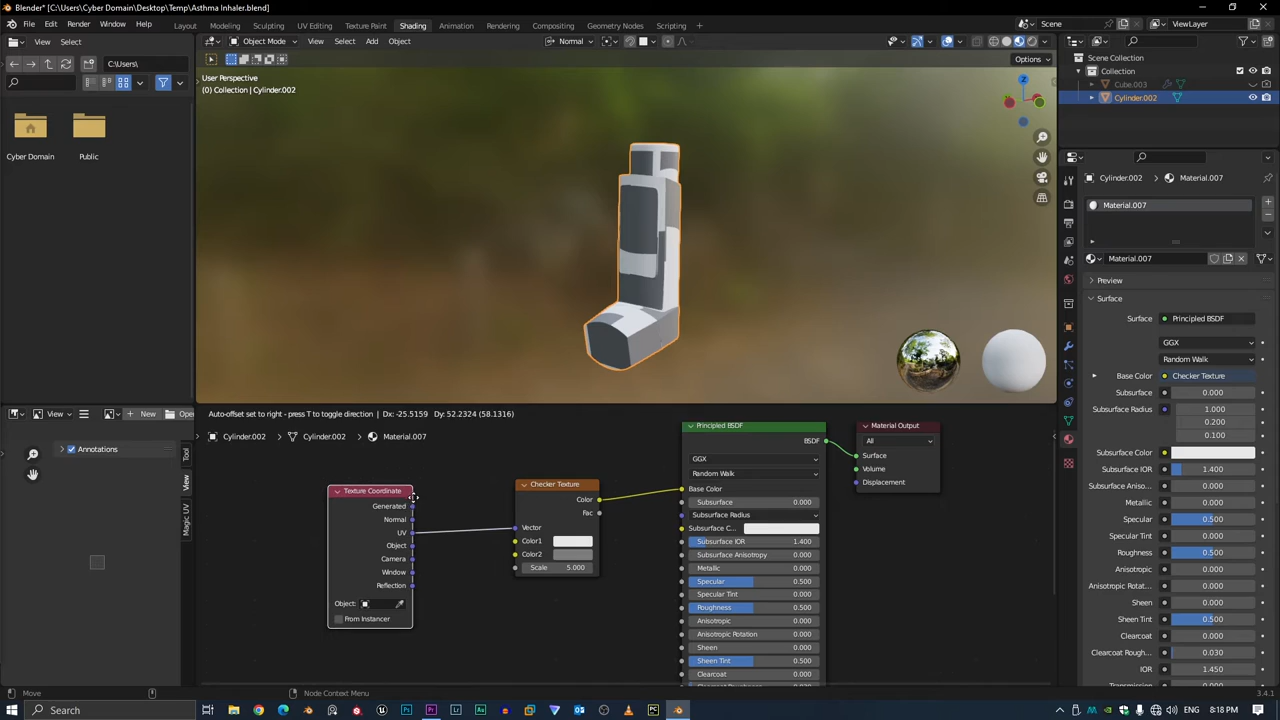 Blender* [C:\Users\Cyber Domain\Desktop\Temp\Asthma Inhaler.blend]
File Edit Render Window Help
Layout Modeling Sculpting UV Editing Texture Paint Shading Animation Rendering Compositing Geometry Nodes Scripting
Scene
ViewLayer
View Select
Object Mode View Select Add Object
Normal
Options
C:\Users\
Cyber Domain
Public
User Perspective
(0) Collection | Cylinder.002
Z
Scene Collection
Collection
Cube.003
Cylinder.002
Cylinder.002 Material.007
Material.007
Material.007
Preview
Surface
Surface Principled BSDF
GGX
Random Walk
Base Color Checker Texture
Subsurface 0.000
Subsurface Radius 1.000
0.200
0.100
Subsurface Color
Subsurface IOR 1.400
Subsurface Aniso... 0.000
Metallic 0.000
Specular 0.500
Specular Tint 0.000
Roughness 0.500
Anisotropic 0.000
Anisotropic Rotat... 0.000
Sheen 0.000
Sheen Tint 0.500
Clearcoat 0.000
Clearcoat Rough... 0.030
IOR 1.450
View New Open
Annotations
Tool
View
Magic UV
Auto-offset set to right - press T to toggle direction | Dx: -25.5159 Dy: 52.2324 (58.1316)
Cylinder.002 Cylinder.002 Material.007
Texture Coordinate
Generated
Normal
UV
Object
Camera
Window
Reflection
Object:
From Instancer
Checker Texture
Color
Fac
Vector
Color1
Color2
Scale 5.000
Principled BSDF
BSDF
GGX
Random Walk
Base Color
Subsurface 0.000
Subsurface Radius
Subsurface C...
Subsurface IOR 1.400
Subsurface Anisotropy 0.000
Metallic 0.000
Specular 0.500
Specular Tint 0.000
Roughness 0.500
Anisotropic 0.000
Anisotropic Rotation 0.000
Sheen 0.000
Sheen Tint 0.500
Clearcoat 0.000
Material Output
All
Surface
Volume
Displacement
Move
Node Context Menu
3.4.1
Search
8:18 PM